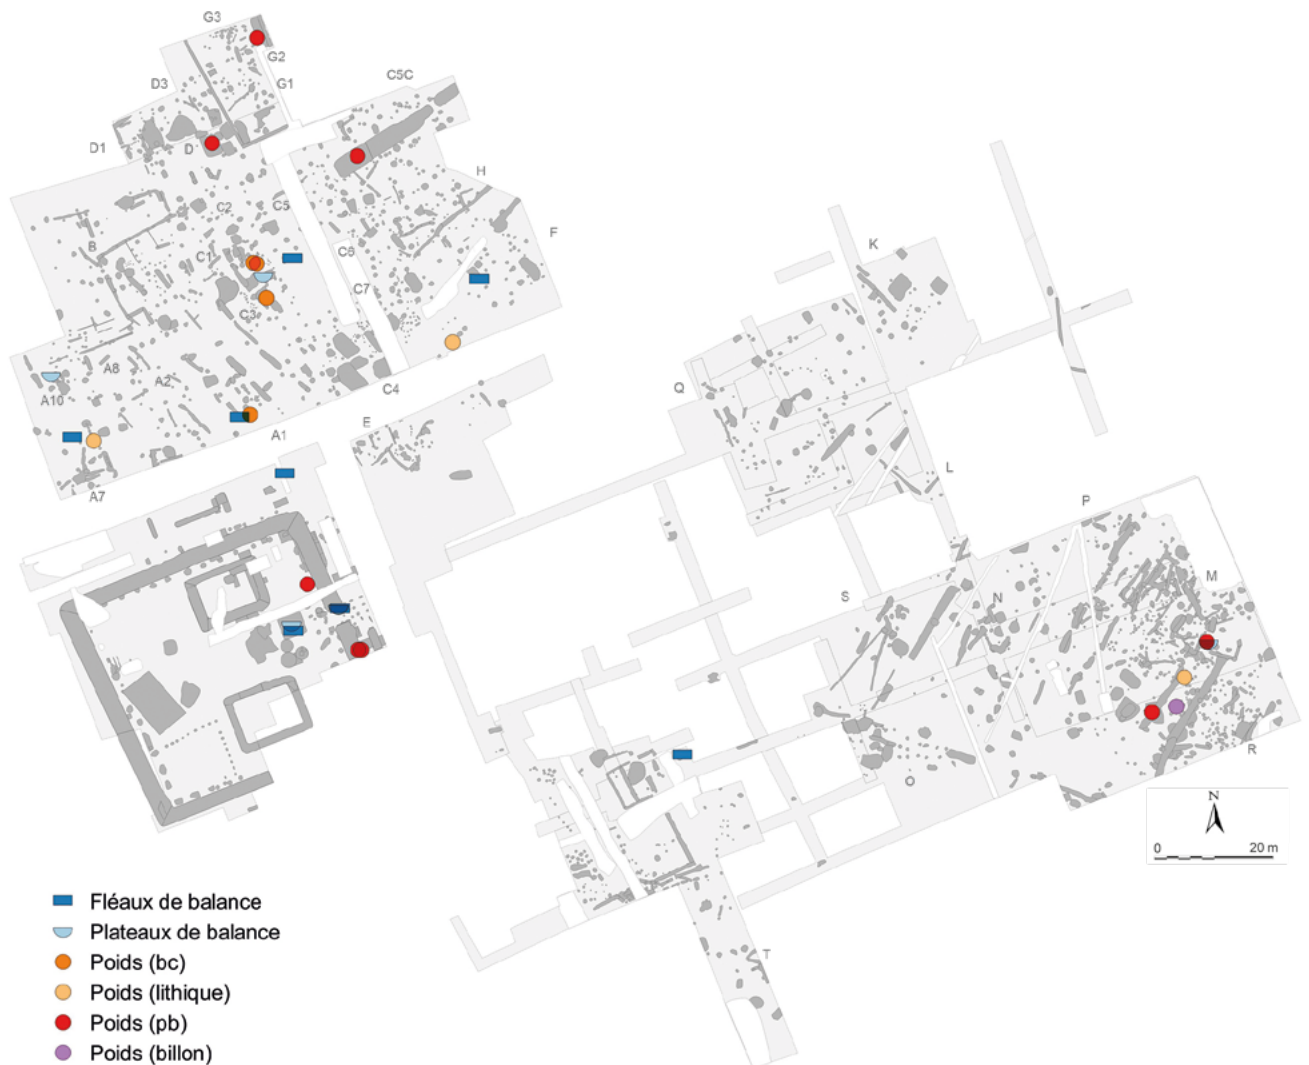 G3
G2
D3
G1
C5C
D1
D
H
C2
C5
F
B
C1
C6
K
C7
C3
A8
A2
A10
C4
Q
E
A1
L
A7
P
M
S
N
O
R
N
0 20 m
T
Fléaux de balance
Plateaux de balance
Poids (bc)
Poids (lithique)
Poids (pb)
Poids (billon)